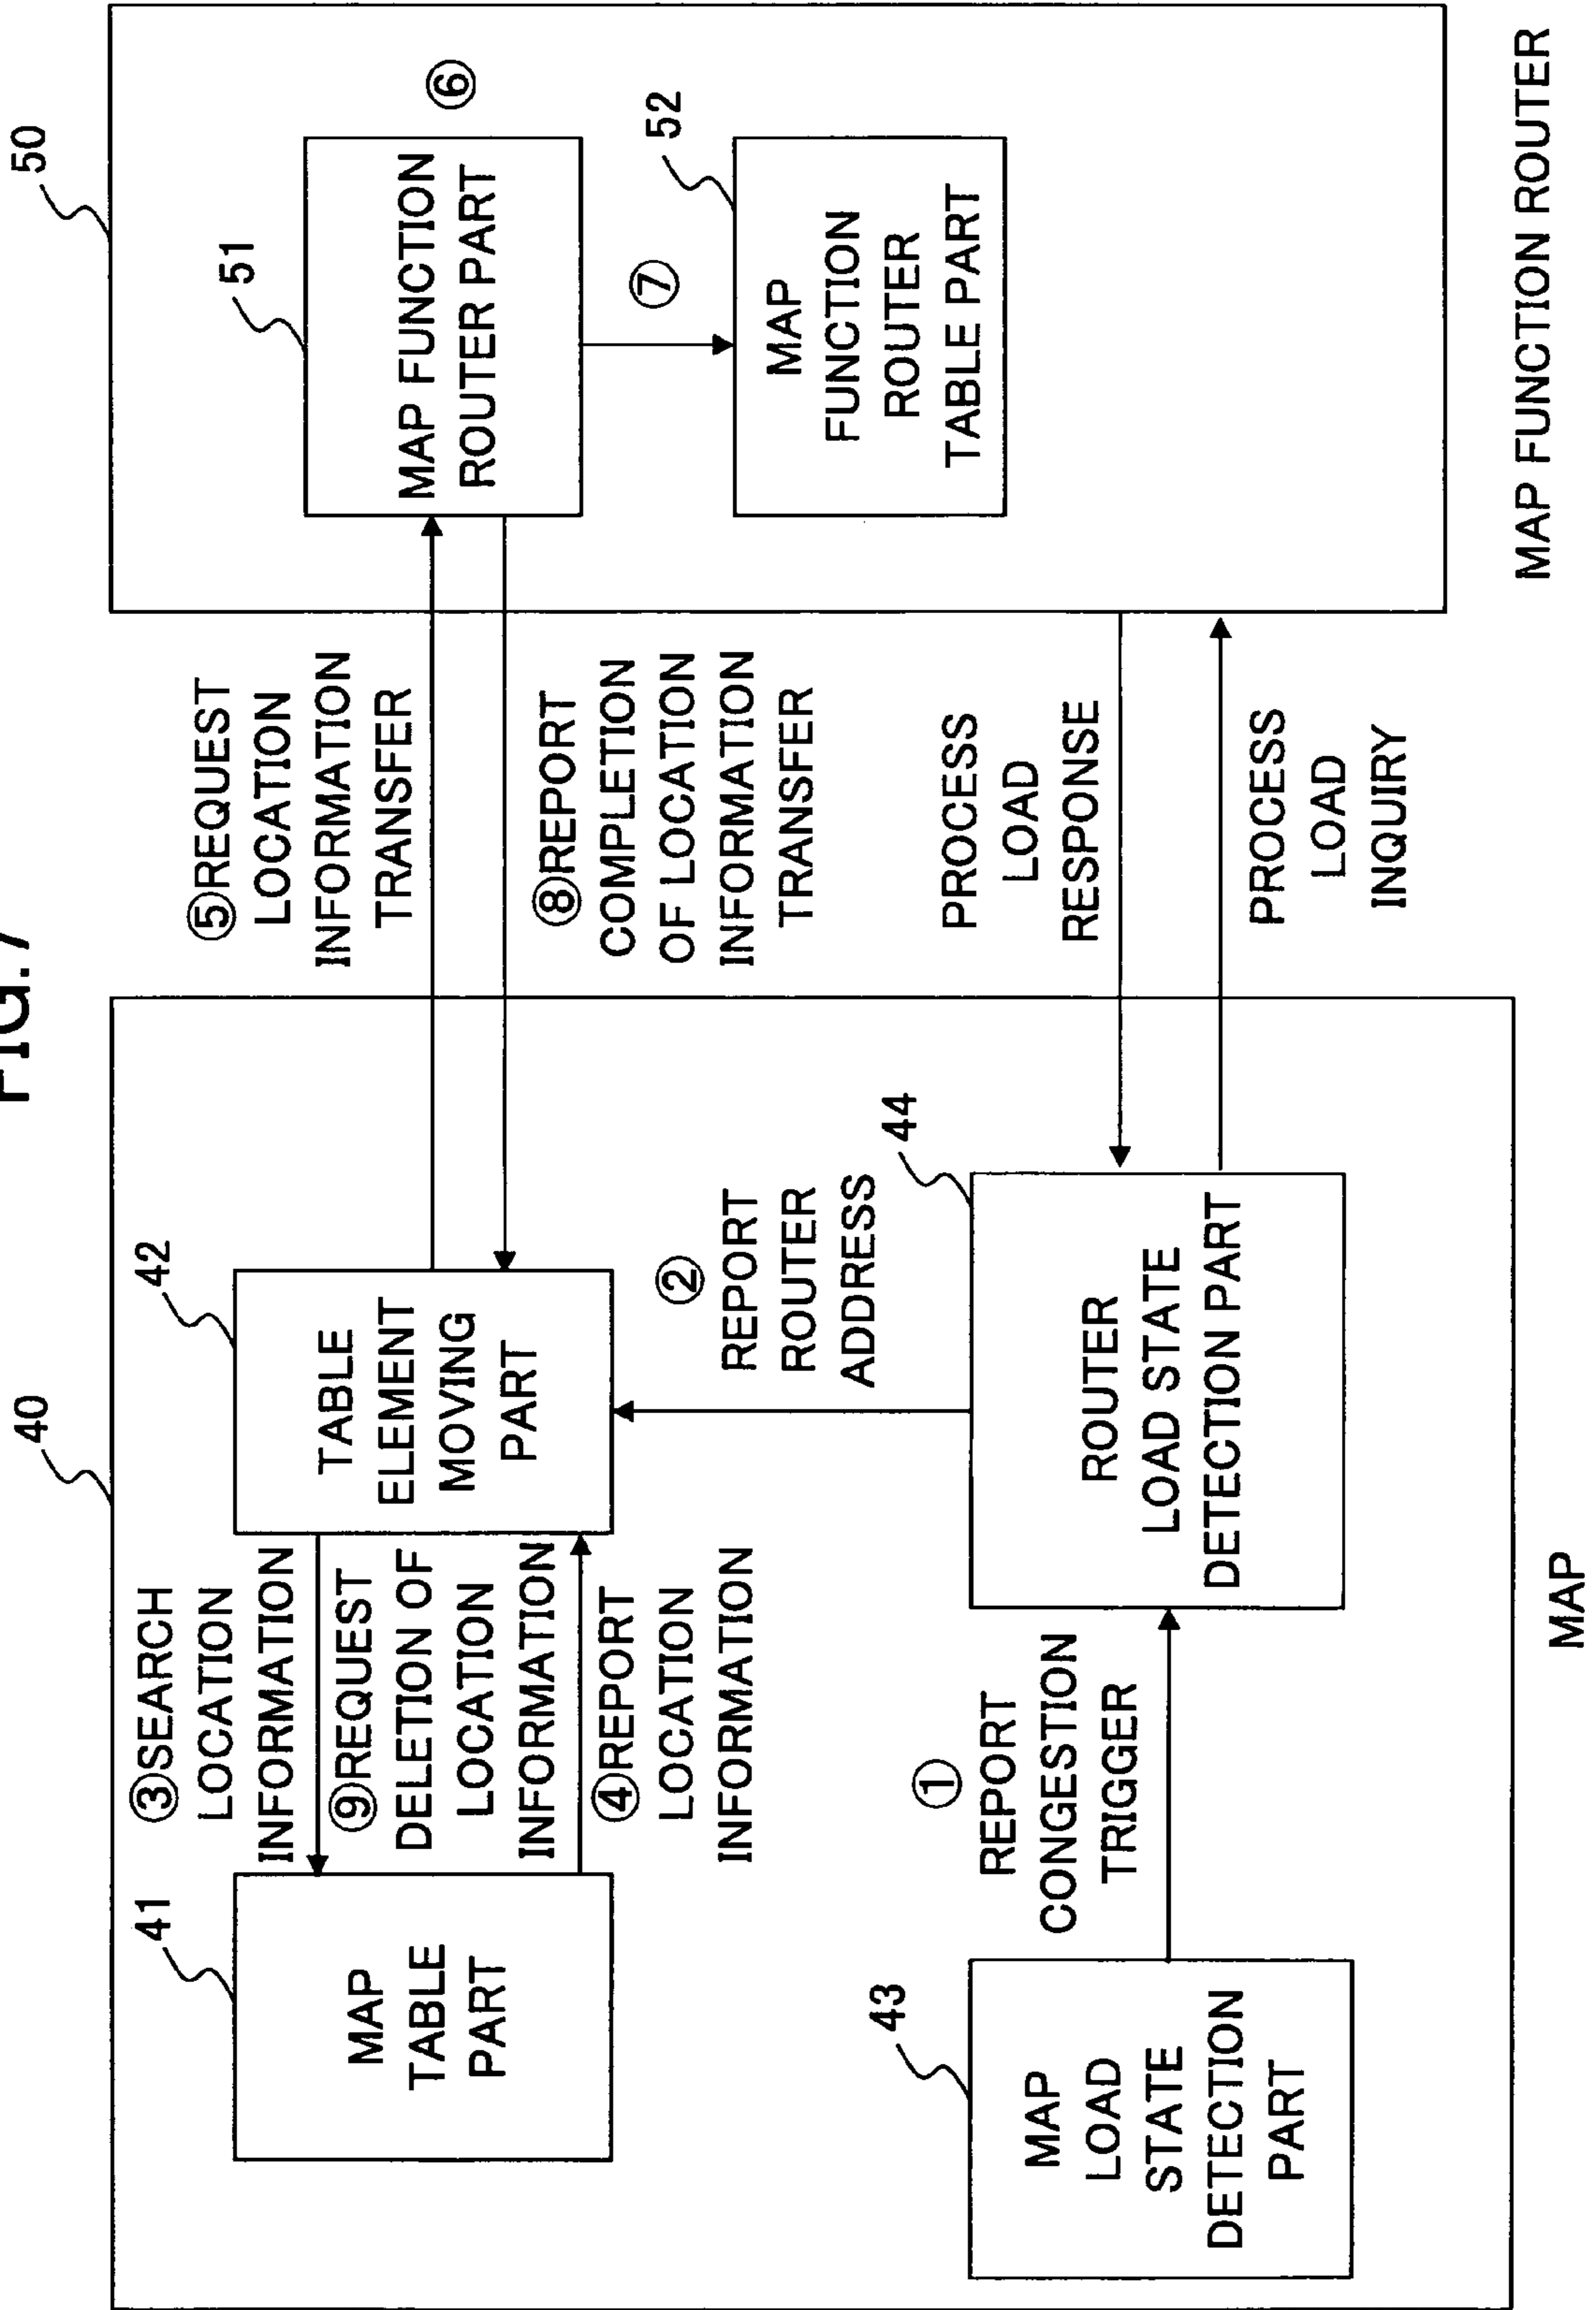 FIG.7
40
50
41
MAP
TABLE
PART
③SEARCH
LOCATION
INFORMATION
⑨REQUEST
DELETION OF
LOCATION
INFORMATION
④REPORT
LOCATION
INFORMATION
42
TABLE
ELEMENT
MOVING
PART
⑤REQUEST
LOCATION
INFORMATION
TRANSFER
⑧REPORT
COMPLETION
OF LOCATION
INFORMATION
TRANSFER
51
MAP FUNCTION
ROUTER PART
⑥
⑦
52
MAP
FUNCTION
ROUTER
TABLE PART
②
REPORT
ROUTER
ADDRESS
43
MAP
LOAD
STATE
DETECTION
PART
①
REPORT
CONGESTION
TRIGGER
44
ROUTER
LOAD STATE
DETECTION PART
PROCESS
LOAD
RESPONSE
PROCESS
LOAD
INQUIRY
MAP
MAP FUNCTION ROUTER